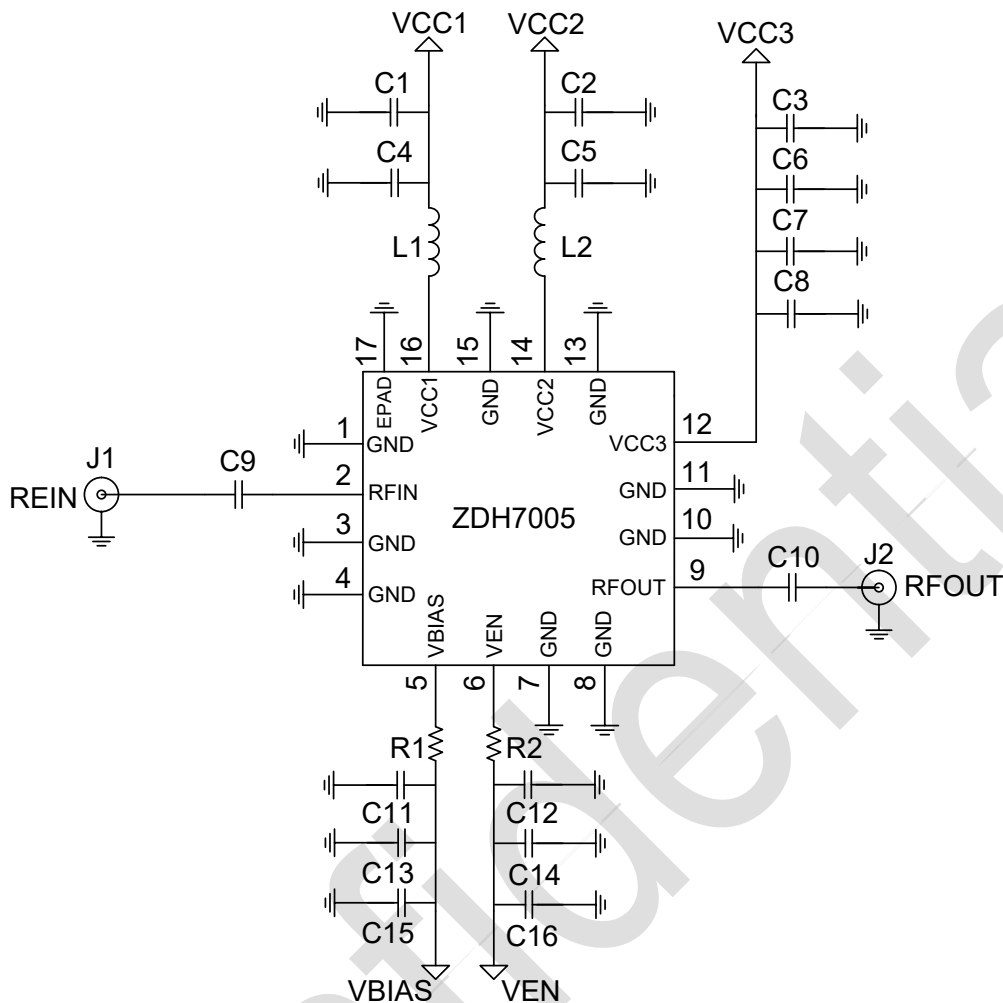 VCC1
VCC2
VCC3
C1
C2
C3
C4
C5
C6
C7
L1
L2
C8
17
16
15
14
13
EPAD
VCC1
GND
VCC2
GND
1
GND
VCC3
12
J1
C9
2
RFIN
GND
11
REIN
ZDH7005
3
GND
GND
10
4
GND
RFOUT
9
C10
J2
RFOUT
VBIAS
VEN
GND
GND
5
6
7
8
R1
R2
C11
C12
C13
C14
C15
C16
VBIAS
VEN
fidentia